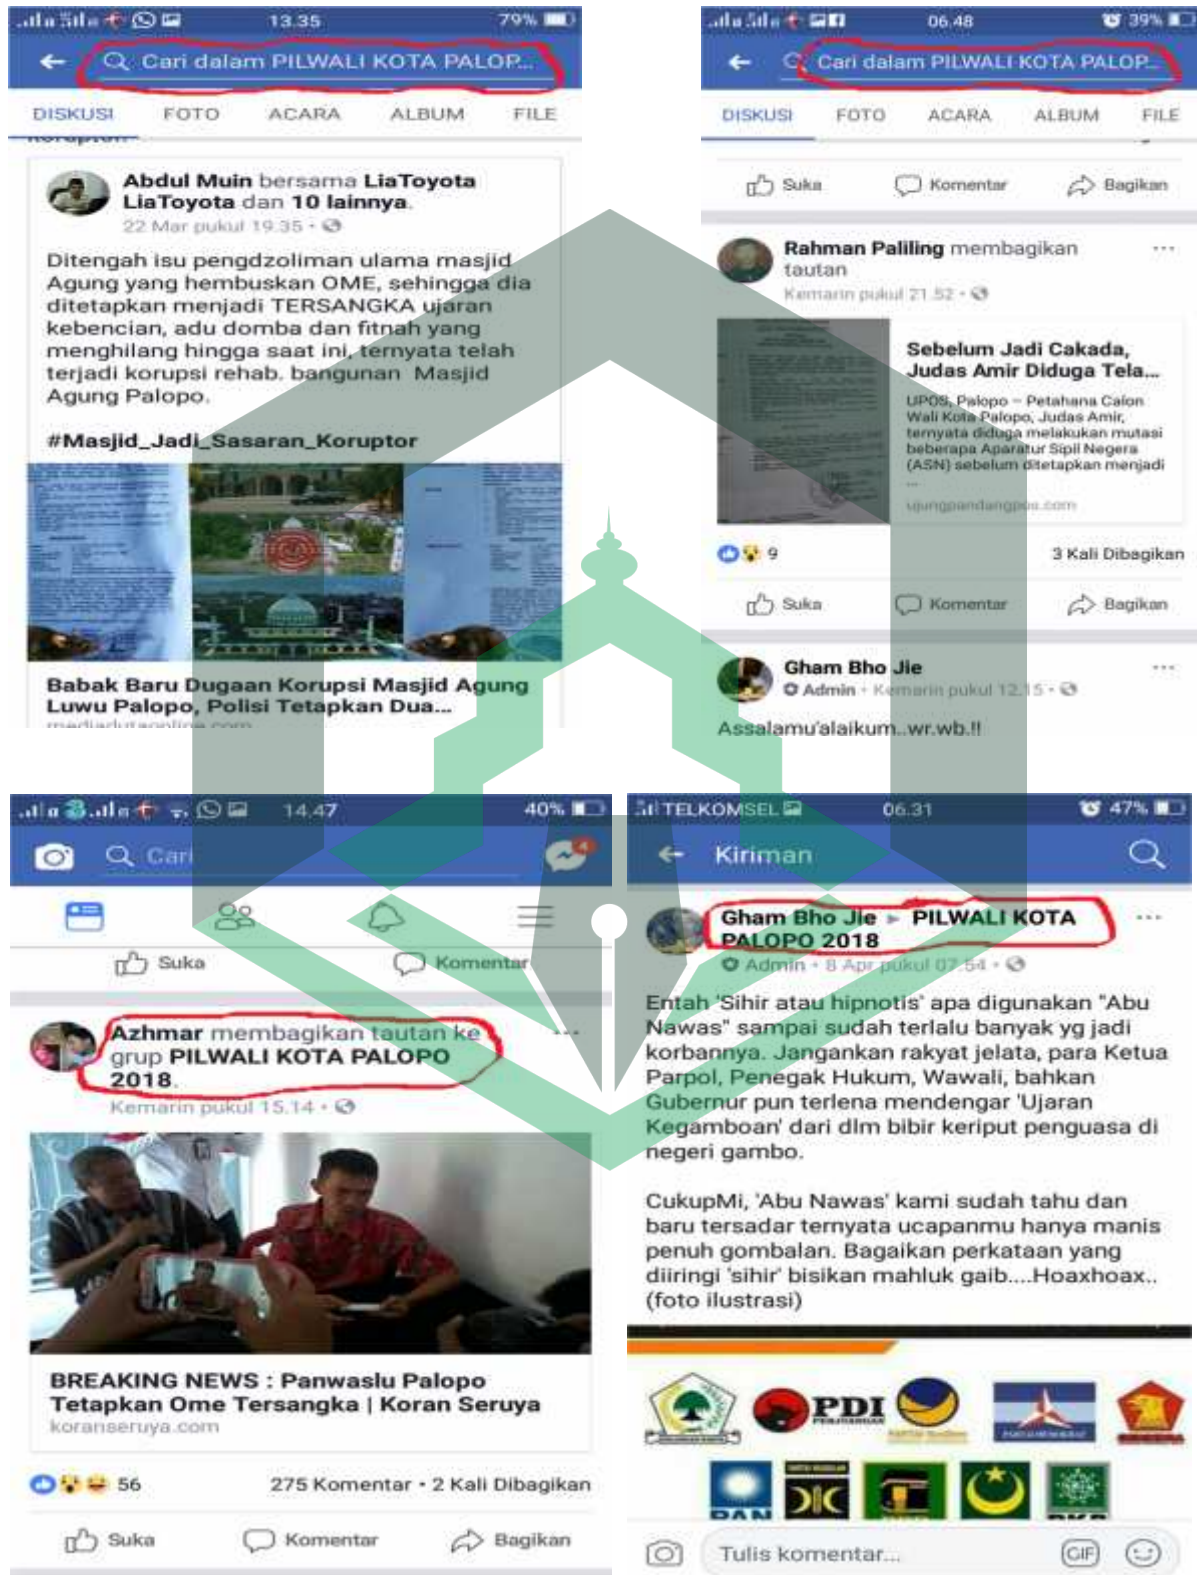 13.35
79%
Cari dalam PILWALI KOTA PALOP...
DISKUSI FOTO ACARA ALBUM FILE
Abdul Muin bersama LiaToyota
LiaToyota dan 10 lainnya.
22 Mar pukul 19.35
Ditengah isu pengdzoliman ulama masjid
Agung yang hembuskan OME, sehingga dia
ditetapkan menjadi TERSANGKA ujaran
kebencian, adu domba dan fitnah yang
menghilang hingga saat ini, ternyata telah
terjadi korupsi rehab. bangunan Masjid
Agung Palopo.
#Masjid_Jadi_Sasaran_Koruptor
Babak Baru Dugaan Korupsi Masjid Agung
Luwu Palopo, Polisi Tetapkan Dua...
mediadutaonline.com
06.48
39%
Cari dalam PILWALI KOTA PALOP...
DISKUSI FOTO ACARA ALBUM FILE
Suka Komentar Bagikan
Rahman Paliling membagikan
tautan
Kemarin pukul 21.52
Sebelum Jadi Cakada,
Judas Amir Diduga Tela...
UPOS, Palopo – Petahana Calon
Wali Kota Palopo, Judas Amir,
ternyata diduga melakukan mutasi
beberapa Aparatur Sipil Negera
(ASN) sebelum ditetapkan menjadi
...
ujungpandangpos.com
9
3 Kali Dibagikan
Suka Komentar Bagikan
Gham Bho Jie
Admin • Kemarin pukul 12.15
Assalamu'alaikum..wr.wb.!!
14.47
40%
Cari
4
Suka Komentar
Azhmar membagikan tautan ke
grup PILWALI KOTA PALOPO
2018.
Kemarin pukul 15.14
BREAKING NEWS : Panwaslu Palopo
Tetapkan Ome Tersangka | Koran Seruya
koranseruya.com
56
275 Komentar • 2 Kali Dibagikan
Suka Komentar Bagikan
TELKOMSEL
06.31
47%
Kiriman
Gham Bho Jie ▸ PILWALI KOTA
PALOPO 2018
Admin • 8 Apr pukul 07.54
Entah 'Sihir atau hipnotis' apa digunakan "Abu
Nawas" sampai sudah terlalu banyak yg jadi
korbannya. Jangankan rakyat jelata, para Ketua
Parpol, Penegak Hukum, Wawali, bahkan
Gubernur pun terlena mendengar 'Ujaran
Kegamboan' dari dlm bibir keriput penguasa di
negeri gambo.
CukupMi, 'Abu Nawas' kami sudah tahu dan
baru tersadar ternyata ucapanmu hanya manis
penuh gombalan. Bagaikan perkataan yang
diiringi 'sihir' bisikan mahluk gaib....Hoaxhoax..
(foto ilustrasi)
PDI
PERJUANGAN
PAN
PKB
Tulis komentar...
GIF